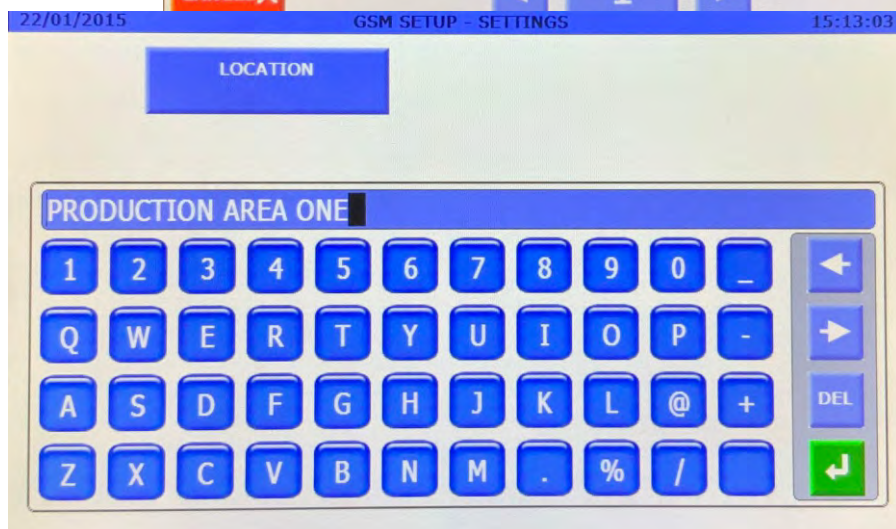 22/01/2015 GSM SETUP - SETTINGS 15:13:03
LOCATION
PRODUCTION AREA ONE
1 2 3 4 5 6 7 8 9 0 _
Q W E R T Y U I O P -
A S D F G H J K L @ + DEL
Z X C V B N M . % /